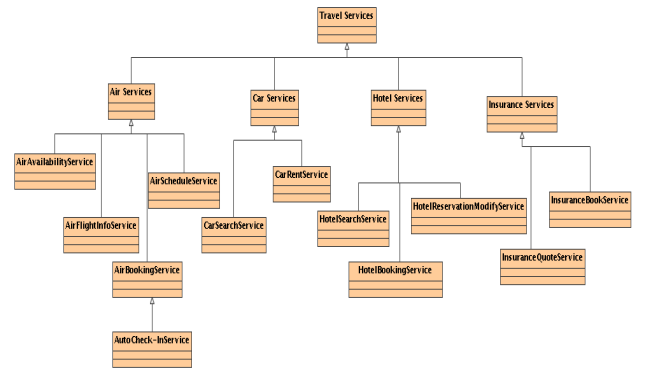 Travel Services
Air Services
Car Services
Hotel Services
Insurance Services
AirAvailabilityService
AirScheduleService
CarRentService
AirFlightInfoService
CarSearchService
HotelSearchService
HotelReservationModifyService
InsuranceBookService
AirBookingService
HotelBookingService
InsuranceQuoteService
AutoCheck-InService